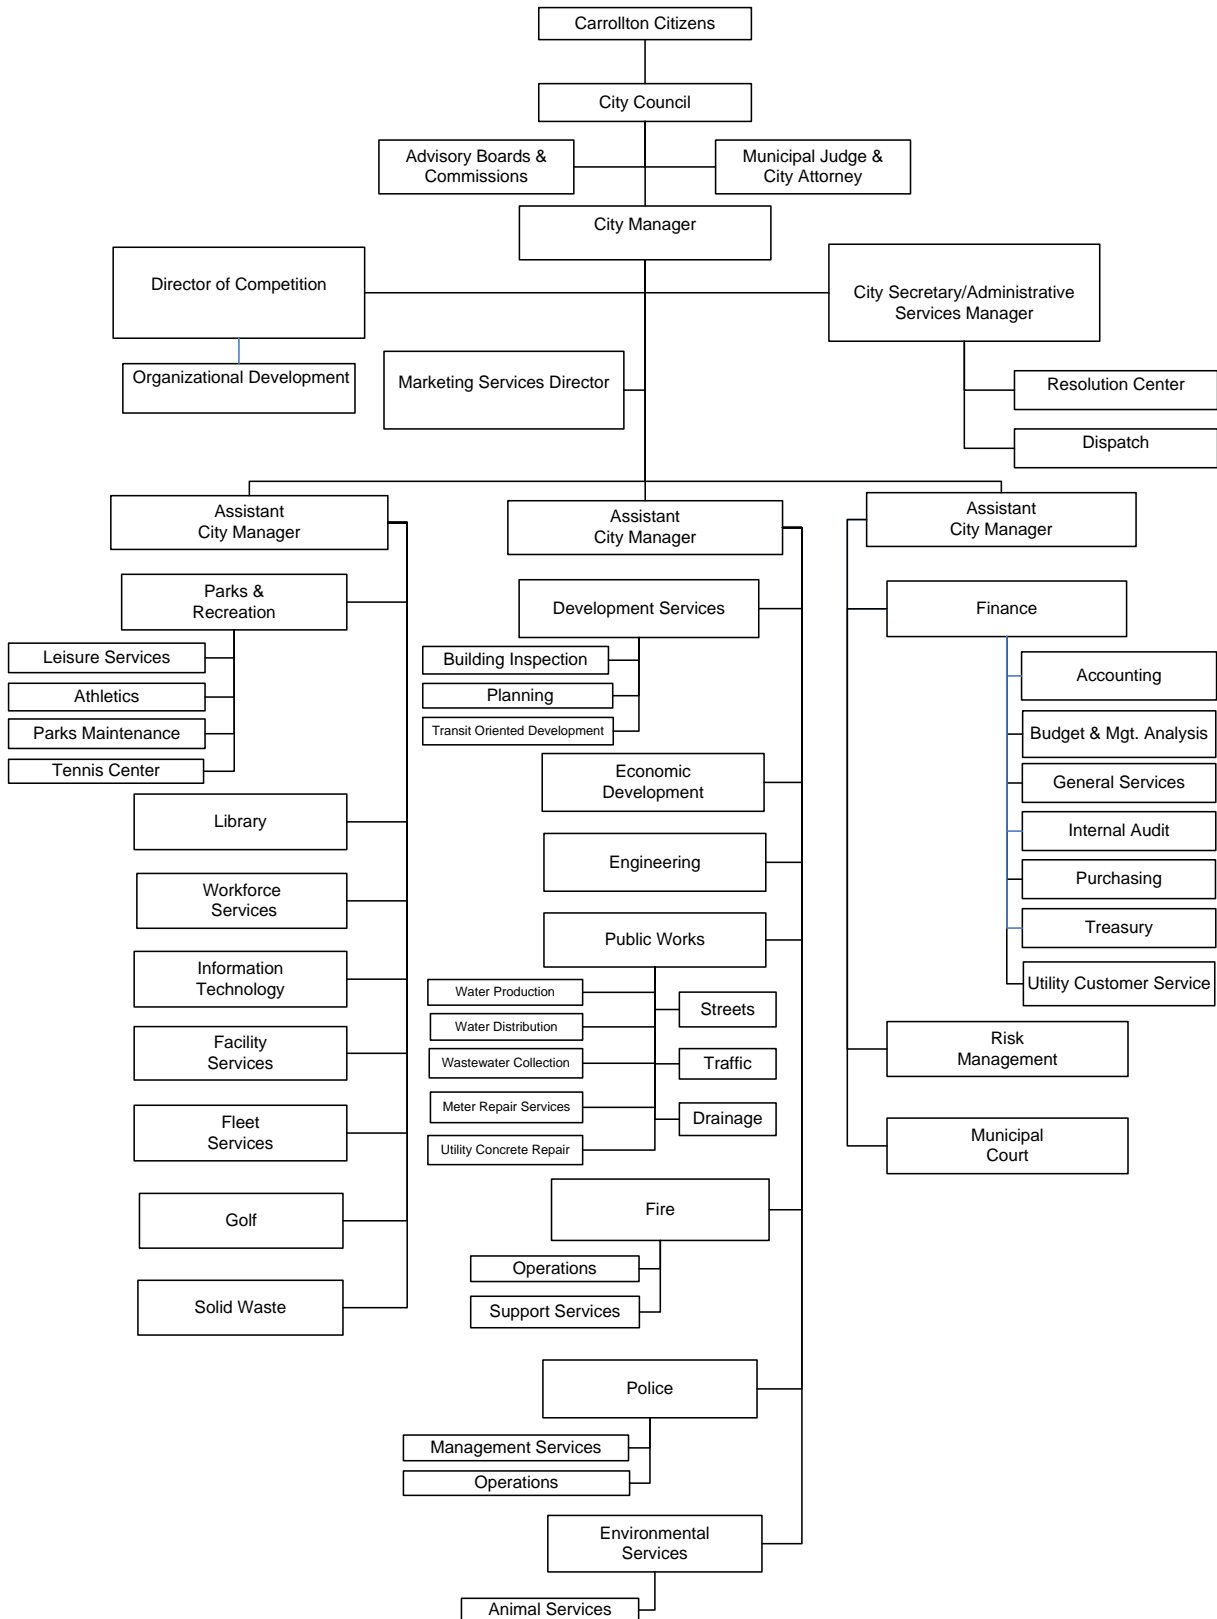 Carrollton Citizens
City Council
Advisory Boards &
Commissions
Municipal Judge &
City Attorney
City Manager
Director of Competition
City Secretary/Administrative
Services Manager
Organizational Development
Marketing Services Director
Resolution Center
Dispatch
Assistant
City Manager
Parks &
Recreation
Leisure Services
Athletics
Parks Maintenance
Tennis Center
Library
Workforce
Services
Information
Technology
Facility
Services
Fleet
Services
Golf
Solid Waste
Assistant
City Manager
Development Services
Building Inspection
Planning
Transit Oriented Development
Economic
Development
Engineering
Public Works
Water Production
Water Distribution
Wastewater Collection
Meter Repair Services
Utility Concrete Repair
Streets
Traffic
Drainage
Fire
Operations
Support Services
Police
Management Services
Operations
Environmental
Services
Animal Services
Assistant
City Manager
Finance
Accounting
Budget & Mgt. Analysis
General Services
Internal Audit
Purchasing
Treasury
Utility Customer Service
Risk
Management
Municipal
Court